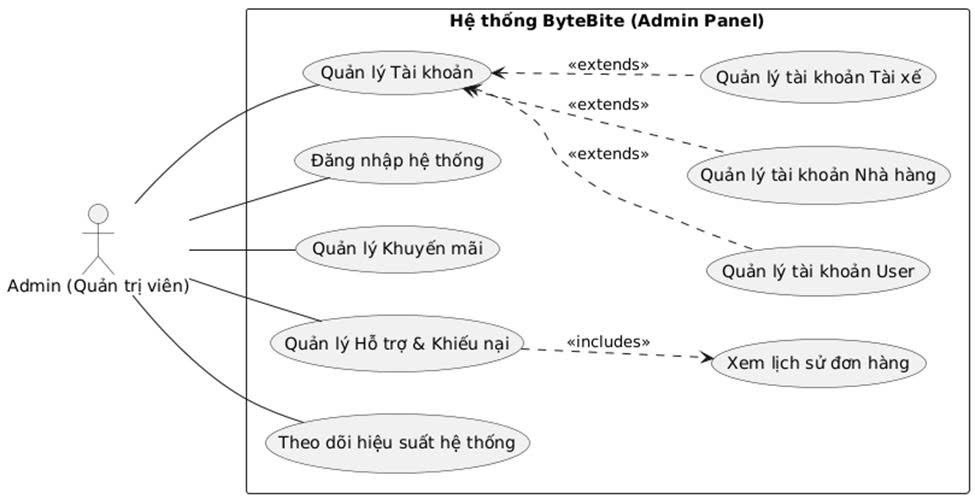 Hệ thống ByteBite (Admin Panel)
Quản lý Tài khoản
«extends»
Quản lý tài khoản Tài xế
«extends»
Đăng nhập hệ thống
«extends»
Quản lý tài khoản Nhà hàng
Quản lý Khuyến mãi
Quản lý tài khoản User
Admin (Quản trị viên)
Quản lý Hỗ trợ & Khiếu nại
«includes»
Xem lịch sử đơn hàng
Theo dõi hiệu suất hệ thống